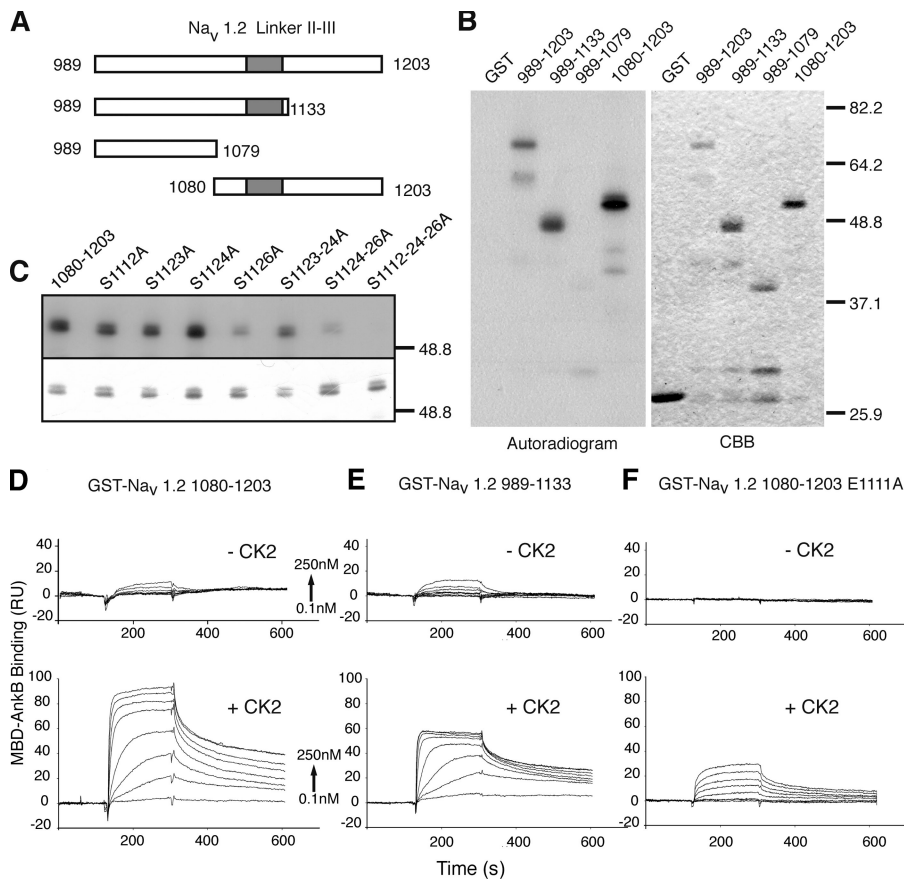 A
Na v 1.2 Linker II-III
989
1203
989
1133
989
1079
1080
1203
B
GST
989-1203
989-1133
989-1079
1080-1203
GST
989-1203
989-1133
989-1079
1080-1203
82.2
64.2
48.8
37.1
25.9
Autoradiogram
CBB
C
1080-1203
S1112A
S1123A
S1124A
S1126A
S1123-24A
S1124-26A
S1112-24-26A
48.8
48.8
D
GST-Na v 1.2 1080-1203
E
GST-Na v 1.2 989-1133
F
GST-Na v 1.2 1080-1203 E1111A
MBD-AnkB Binding (RU)
40
20
0
-20
- CK2
250nM
0.1nM
200
400
600
40
20
0
-20
- CK2
200
400
600
40
20
0
-20
- CK2
200
400
600
100
80
60
40
20
0
-20
+ CK2
250nM
0.1nM
200
400
600
100
80
60
40
20
0
-20
+ CK2
200
400
600
100
80
60
40
20
0
-20
+ CK2
200
400
600
Time (s)